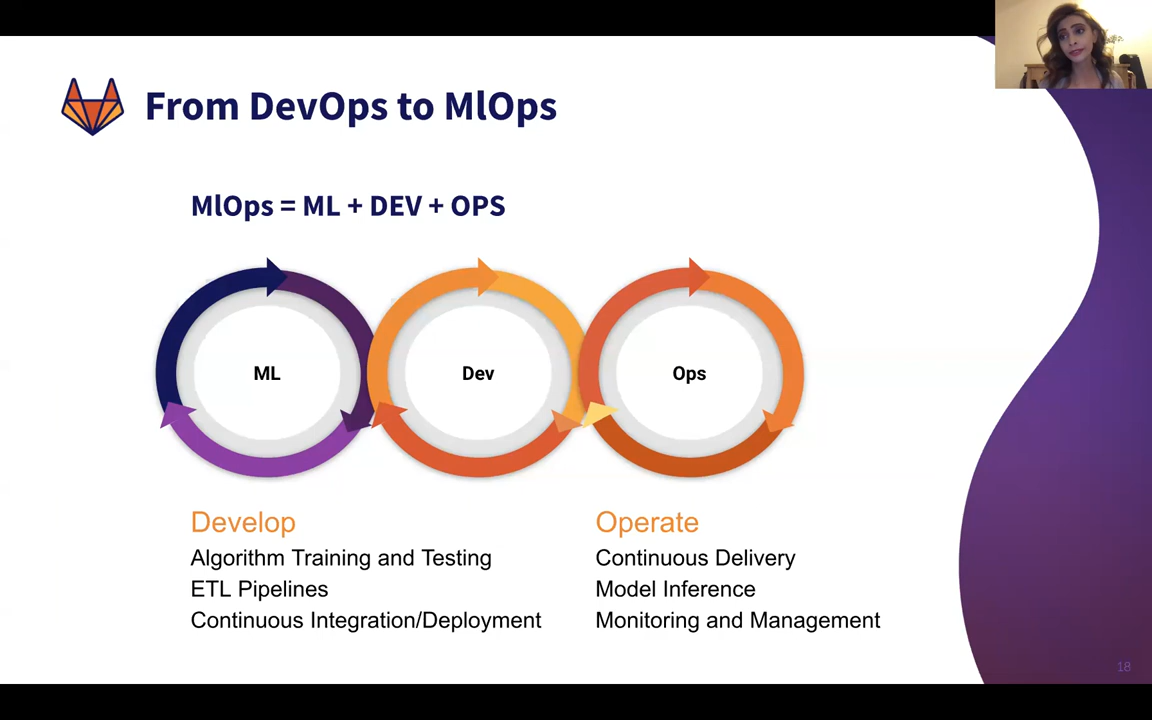 From DevOps to MlOps
MlOps = ML + DEV + OPS
ML
Dev
Ops
Develop
Algorithm Training and Testing
ETL Pipelines
Continuous Integration/Deployment
Operate
Continuous Delivery
Model Inference
Monitoring and Management
18